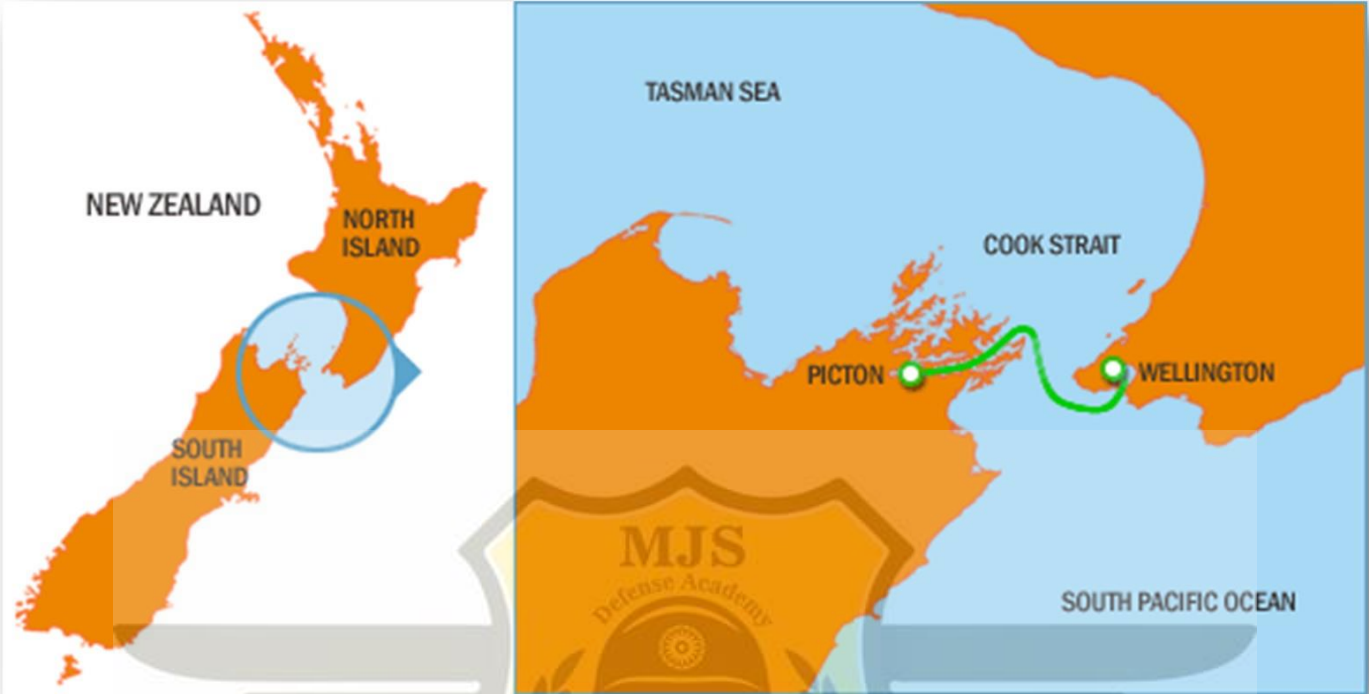 NEW ZEALAND
NORTH
ISLAND
SOUTH
ISLAND
TASMAN SEA
COOK STRAIT
PICTON
WELLINGTON
MJS
Defense Academy
SOUTH PACIFIC OCEAN